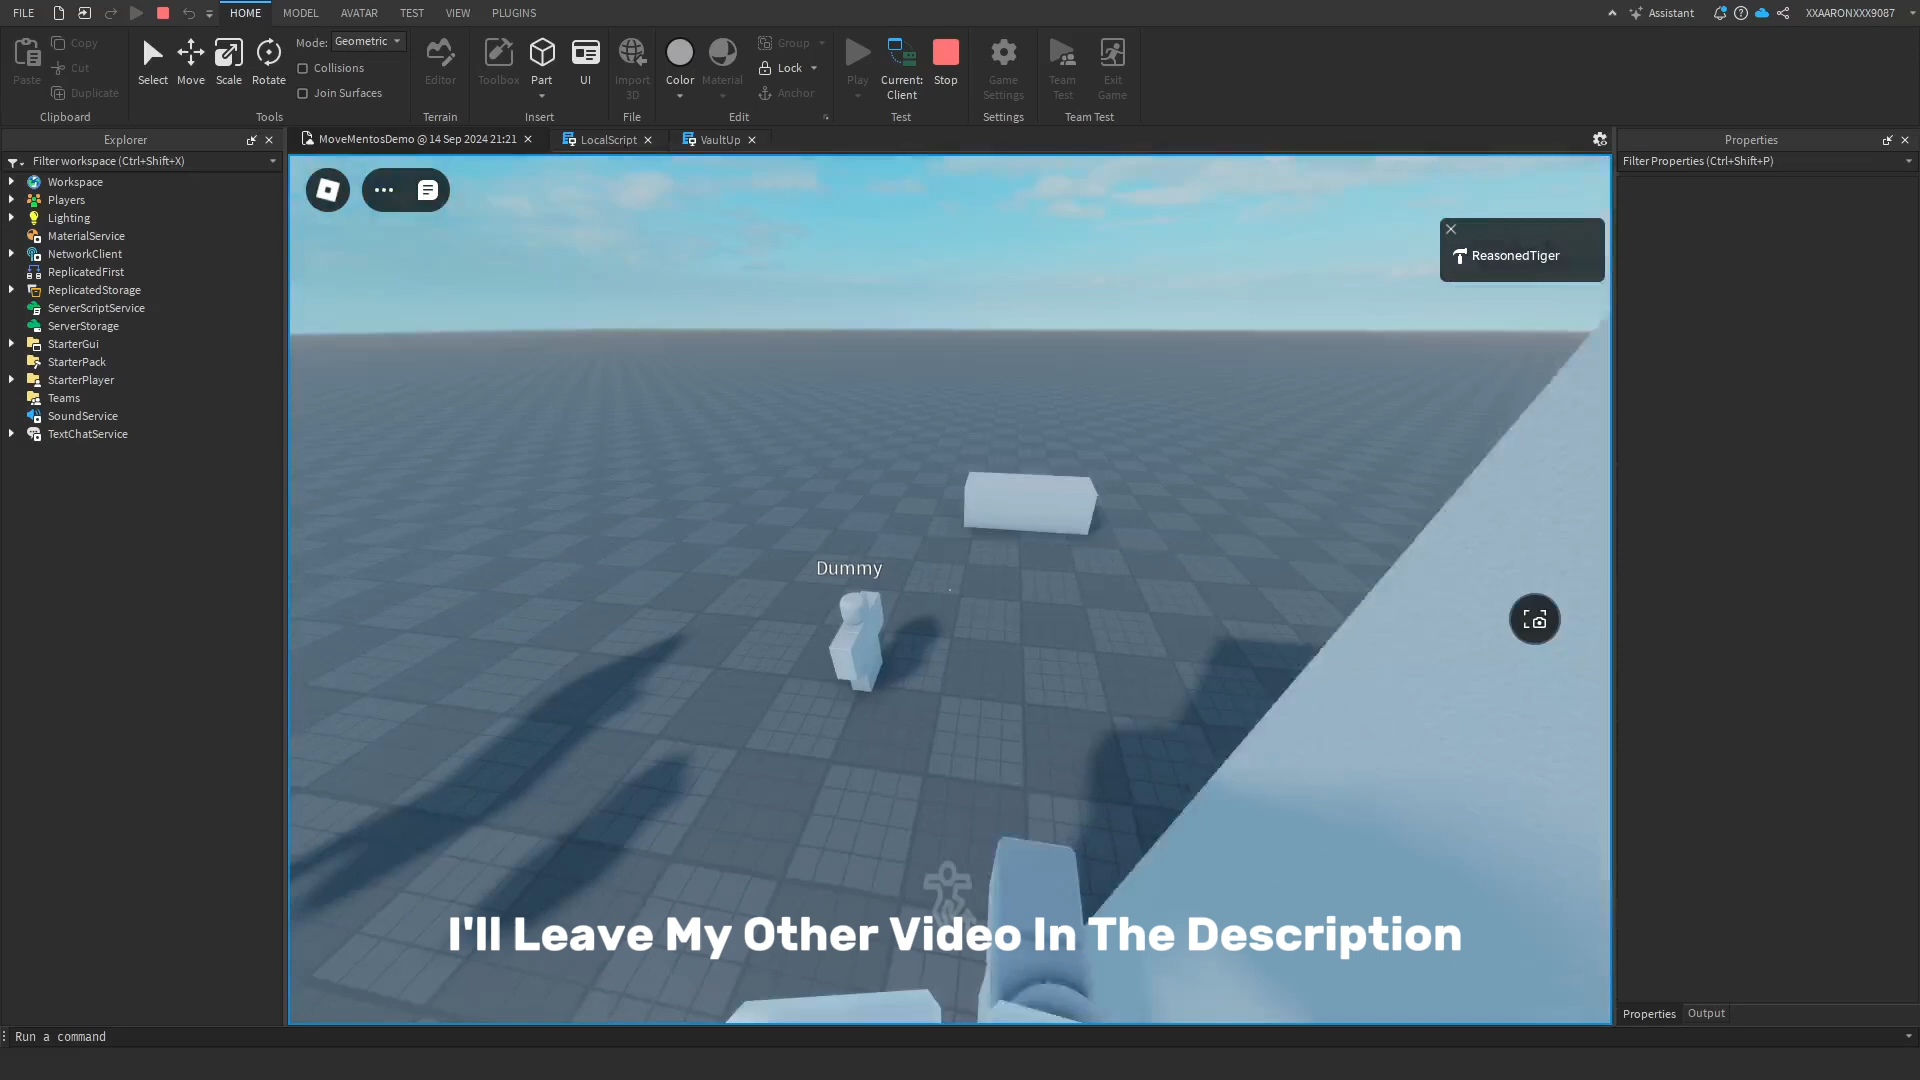 FILE
HOME
MODEL
AVATAR
TEST
VIEW
PLUGINS
Assistant
XXAARONXXX9087
Paste
Copy
Cut
Duplicate
Clipboard
Select
Move
Scale
Rotate
Mode:
Geometric
Collisions
Join Surfaces
Tools
Editor
Terrain
Toolbox
Part
UI
Insert
Import
3D
File
Color
Material
Group
Lock
Anchor
Edit
Play
Current:
Client
Stop
Test
Game
Settings
Settings
Team
Test
Exit
Game
Team Test
Explorer
MoveMentosDemo @ 14 Sep 2024 21:21
LocalScript
VaultUp
Properties
Filter workspace (Ctrl+Shift+X)
Filter Properties (Ctrl+Shift+P)
Workspace
Players
Lighting
MaterialService
NetworkClient
ReplicatedFirst
ReplicatedStorage
ServerScriptService
ServerStorage
StarterGui
StarterPack
StarterPlayer
Teams
SoundService
TextChatService
ReasonedTiger
Dummy
I'll Leave My Other Video In The Description
Properties
Output
Run a command